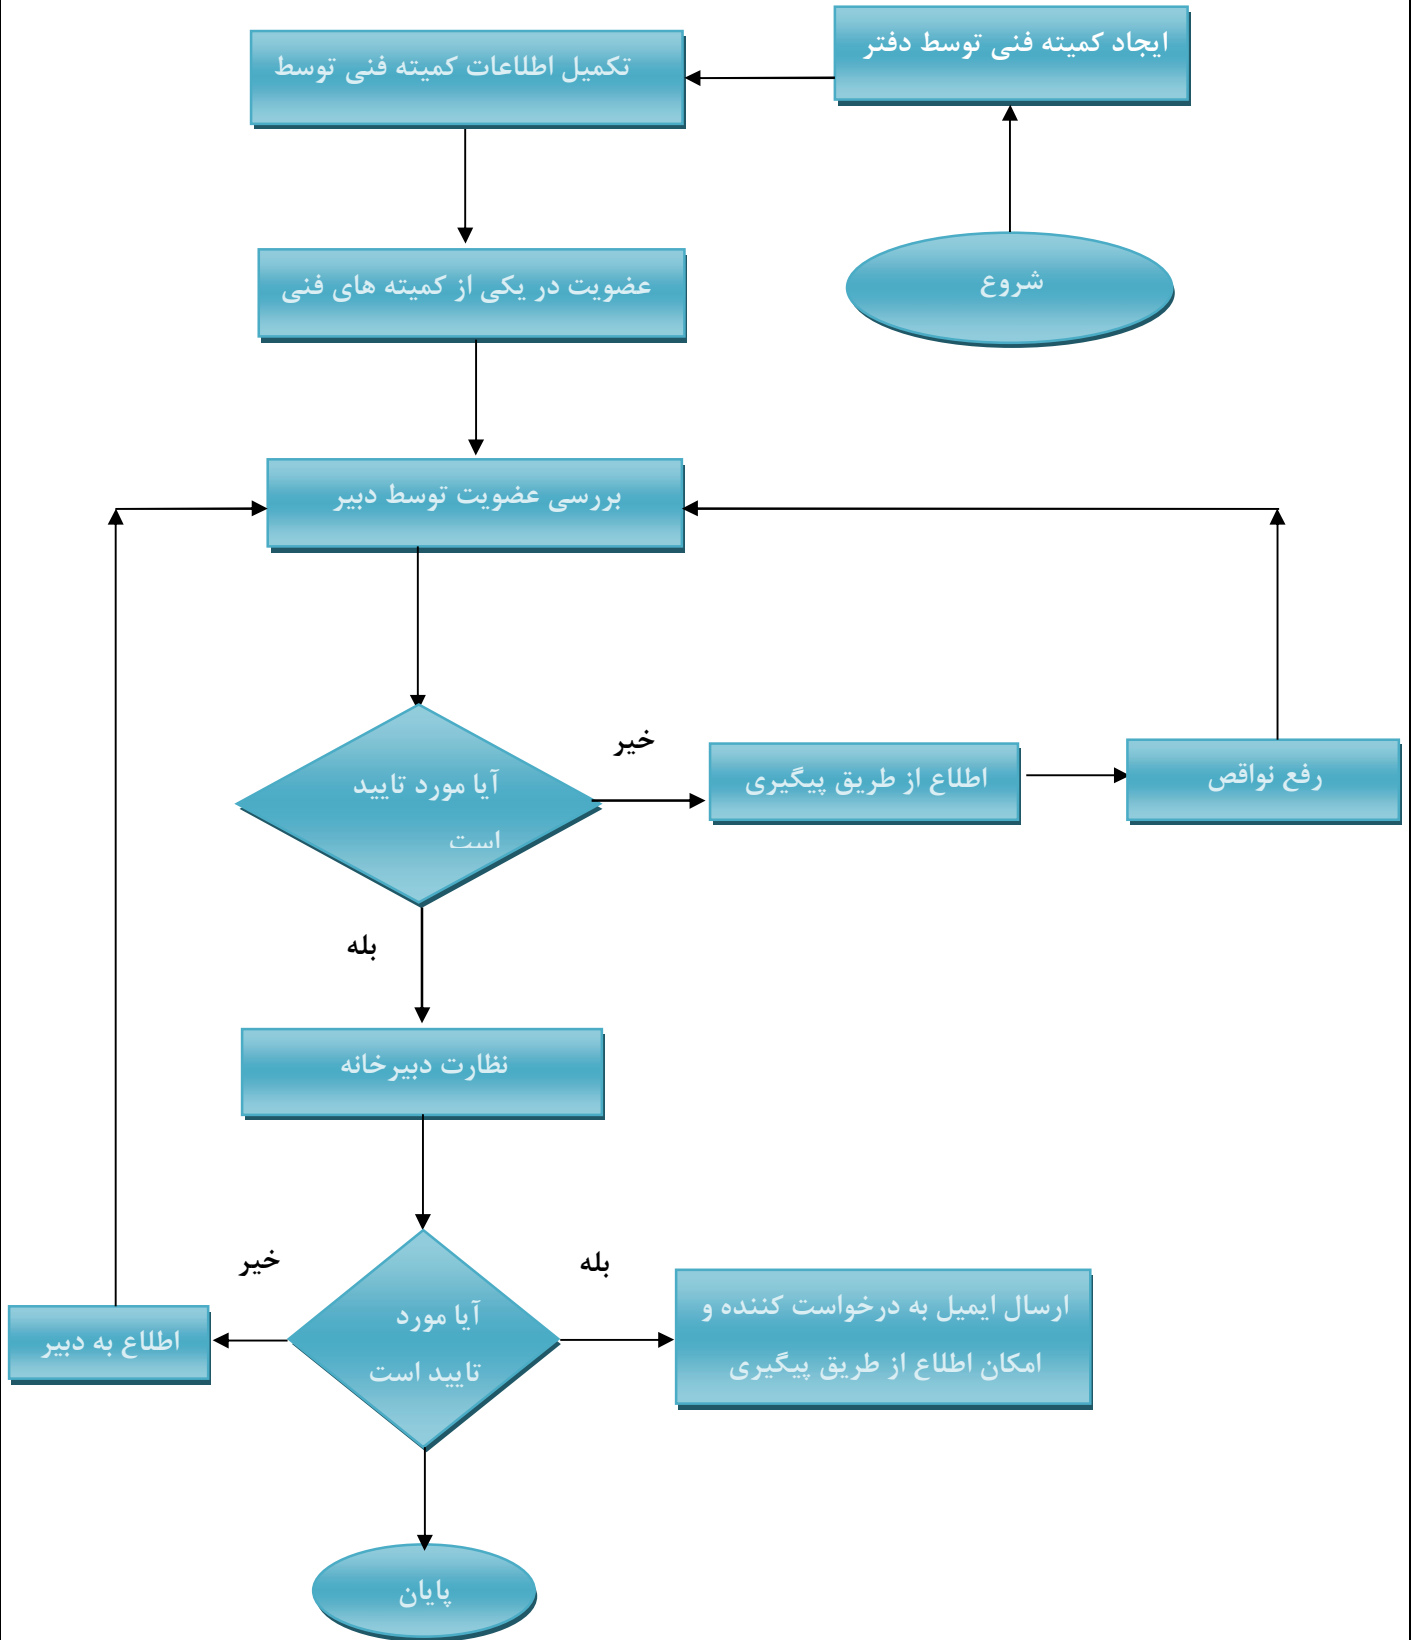 ایجاد کمیته فنی توسط دفتر
تکمیل اطلاعات کمیته فنی توسط
شروع
عضویت در یکی از کمیته های فنی
بررسی عضویت توسط دبیر
خیر
آیا مورد تایید
است
اطلاع از طریق پیگیری
رفع نواقص
بله
نظارت دبیرخانه
خیر
بله
آیا مورد
تایید است
ارسال ایمیل به درخواست کننده و
امکان اطلاع از طریق پیگیری
اطلاع به دبیر
پایان